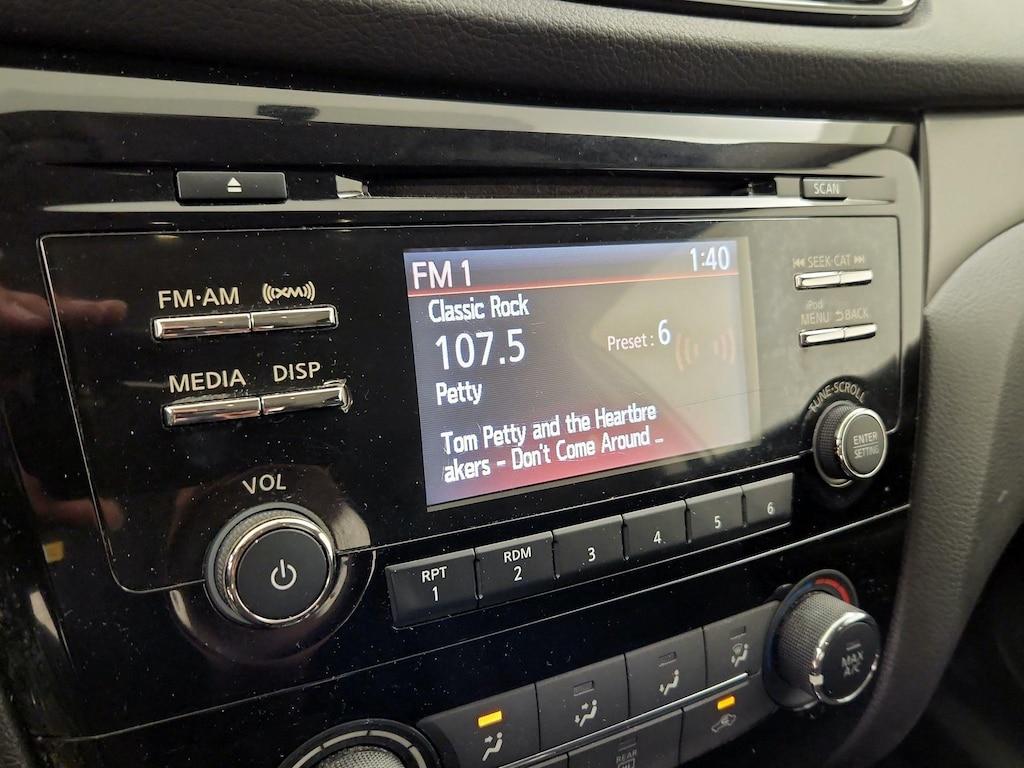 SCAN
FM·AM
((XM))
MEDIA
DISP
VOL
FM 1
1:40
Classic Rock
107.5
Preset : 6
Petty
Tom Petty and the Heartbre
akers - Don't Come Around ...
SEEK·CAT
iPod
MENU
BACK
TUNE·SCROLL
ENTER
SETTING
RPT
1
RDM
2
3
4
5
6
MAX
A/C
REAR